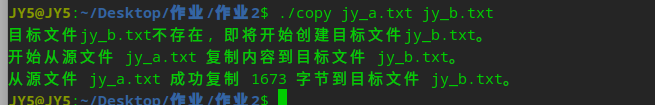 JY5@JY5:~/Desktop/作业/作业2$ ./copy jy_a.txt jy_b.txt
目标文件jy_b.txt不存在, 即将开始创建目标文件jy_b.txt。
开始从源文件 jy_a.txt 复制内容到目标文件 jy_b.txt。
从源文件 jy_a.txt 成功复制 1673 字节到目标文件 jy_b.txt。
JY5@JY5:~/Desktop/作业/作业2$